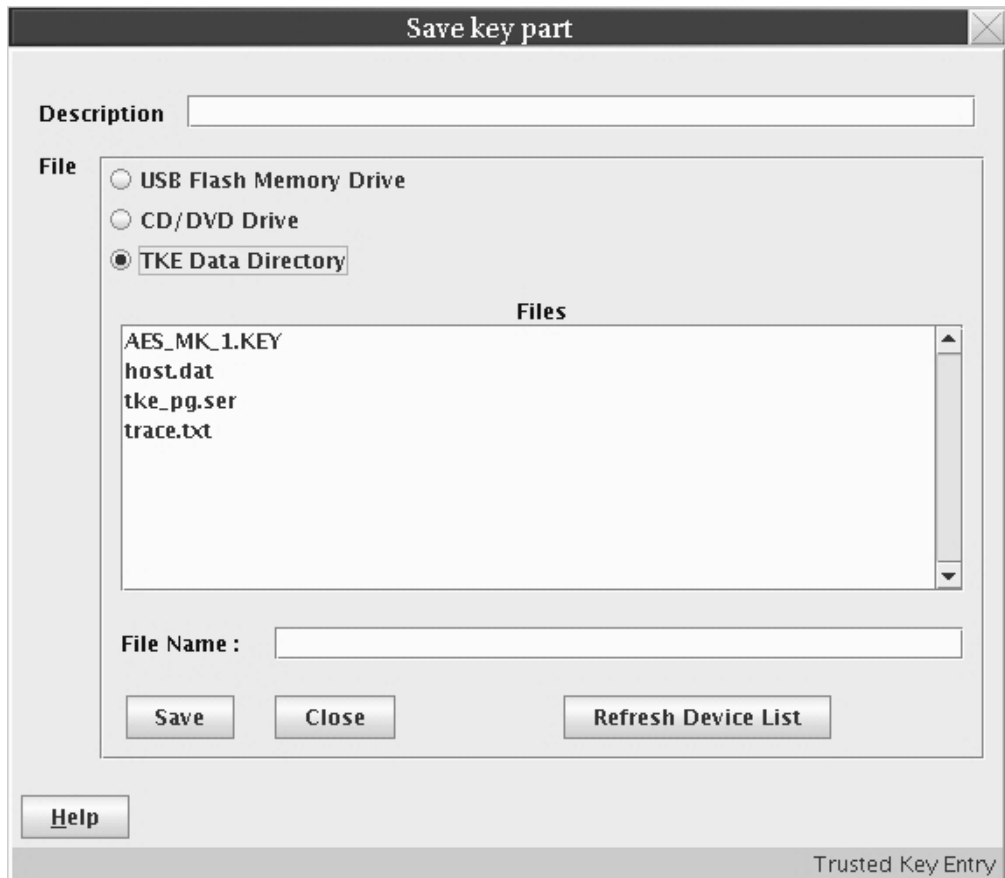 Save key part
Description
File
USB Flash Memory Drive
CD/DVD Drive
TKE Data Directory
Files
AES_MK_1.KEY
host.dat
tke_pg.ser
trace.txt
File Name :
Save Close Refresh Device List
Help
Trusted Key Entry